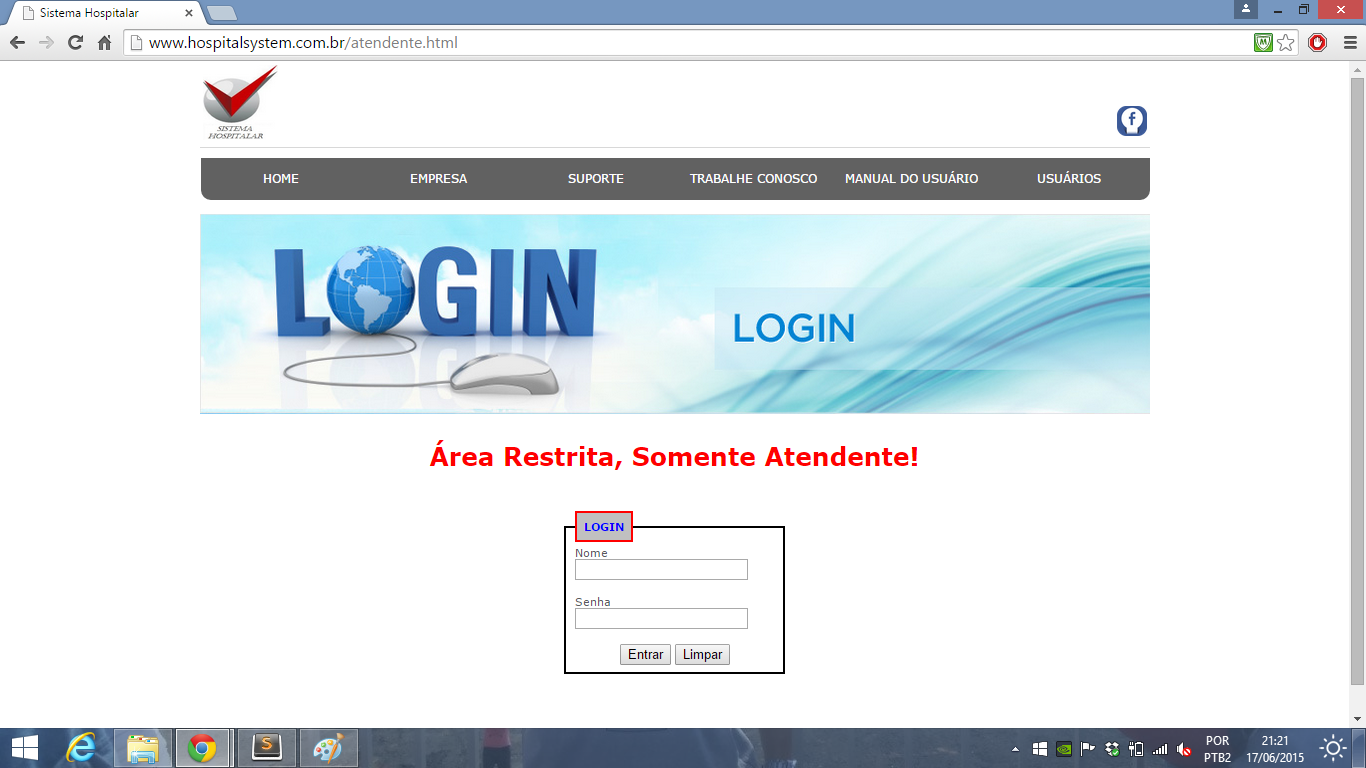 Sistema Hospitalar
www.hospitalsystem.com.br/atendente.html
SISTEMA
HOSPITALAR
f
HOME EMPRESA SUPORTE TRABALHE CONOSCO MANUAL DO USUÁRIO USUÁRIOS
LOGIN
LOGIN
Área Restrita, Somente Atendente!
LOGIN
Nome
Senha
Entrar Limpar
POR 21:21
PTB2 17/06/2015